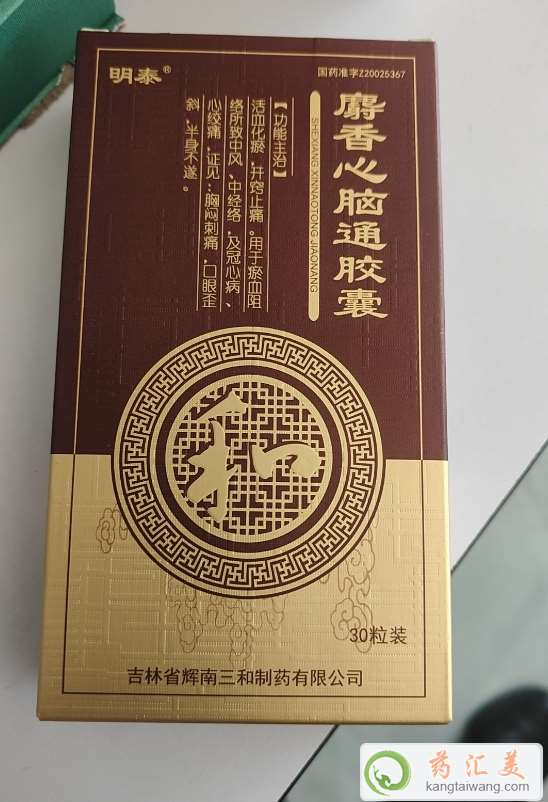 明泰®
国药准字Z20025367
麝香心脑通胶囊
SHEXIANG XINNAOTONG JIAONANG
【功能主治】
活血化瘀,开窍止痛。用于瘀血阻
络所致中风、中经络,及冠心病、
心绞痛,证见:胸闷刺痛,口眼歪
斜,半身不遂。
和
30粒装
吉林省辉南三和制药有限公司
药汇美
kangtaiwang.com